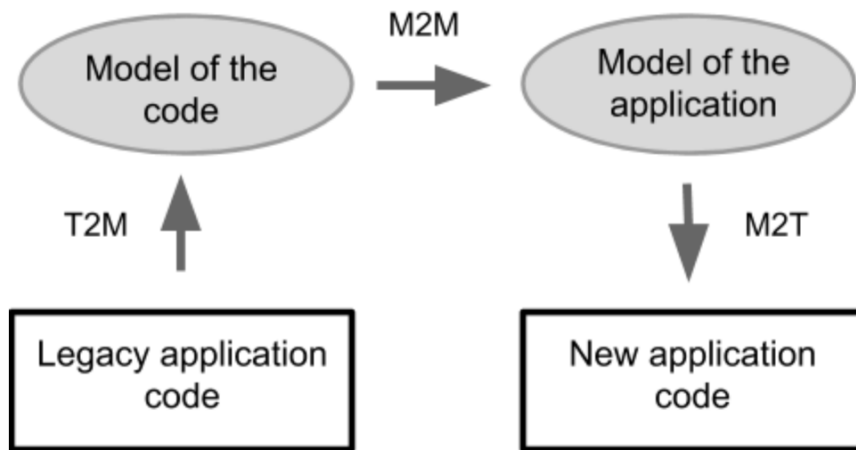 M2M
Model of the
code
Model of the
application
T2M
M2T
Legacy application
code
New application
code